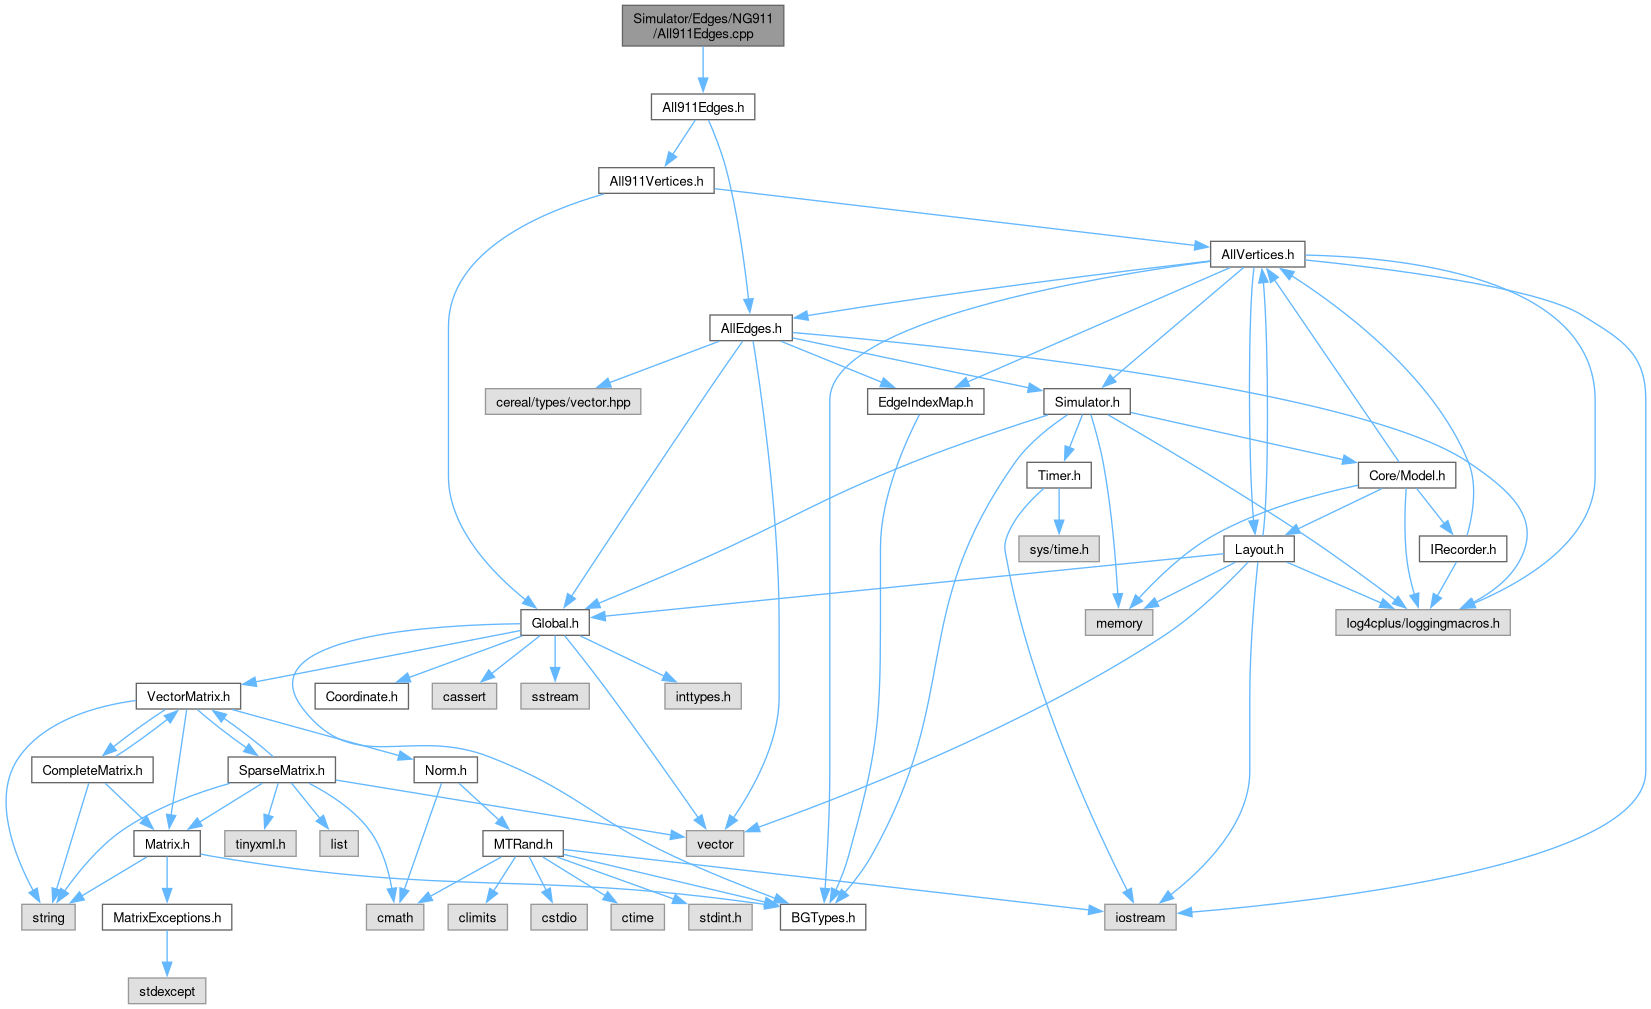 Simulator/Edges/NG911
/All911Edges.cpp
All911Edges.h
All911Vertices.h
AllVertices.h
AllEdges.h
cereal/types/vector.hpp
EdgeIndexMap.h
Simulator.h
Timer.h
Core/Model.h
sys/time.h
Layout.h
IRecorder.h
Global.h
memory
log4cplus/loggingmacros.h
VectorMatrix.h
Coordinate.h
cassert
sstream
inttypes.h
CompleteMatrix.h
SparseMatrix.h
Norm.h
Matrix.h
tinyxml.h
list
MTRand.h
vector
string
MatrixExceptions.h
cmath
climits
cstdio
ctime
stdint.h
BGTypes.h
iostream
stdexcept